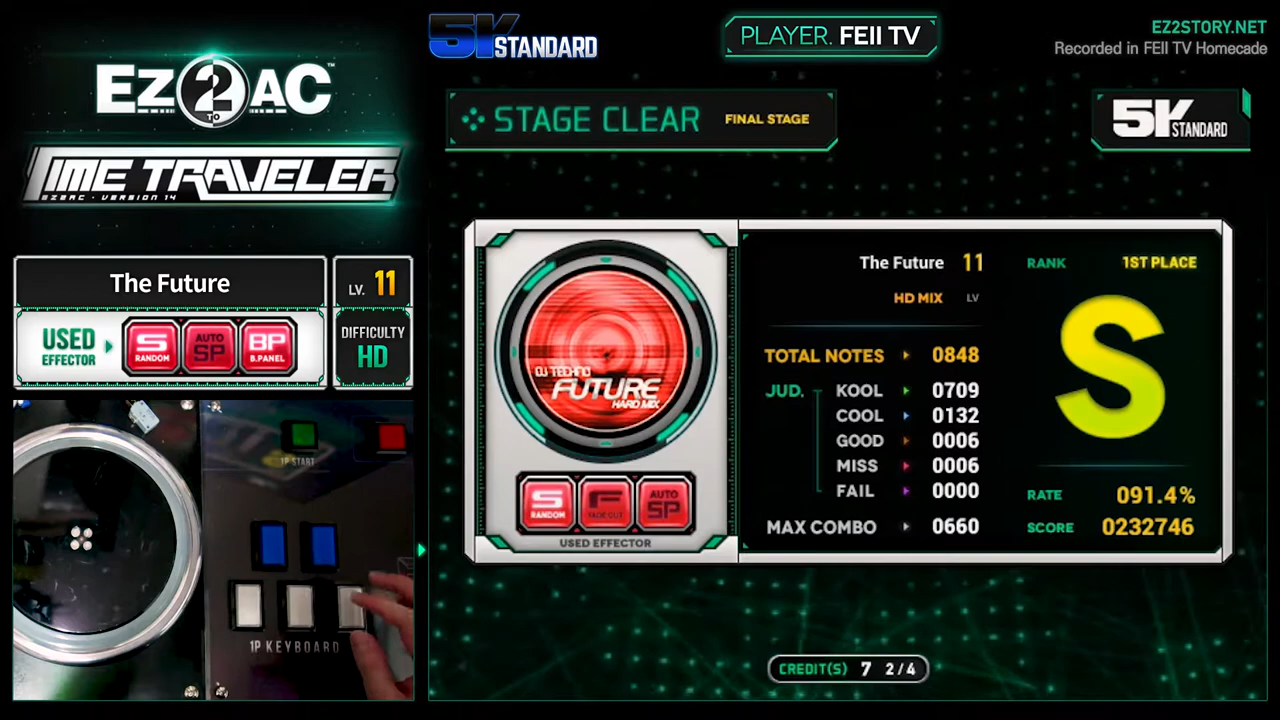 EZ2AC™
TO
TIME TRAVELER
EZ2AC · VERSION 14
The Future
LV. 11
USED EFFECTOR
S RANDOM
AUTO SP
BP B.PANEL
DIFFICULTY
HD
1P START
1P KEYBOARD
5K STANDARD
PLAYER. FEII TV
EZ2STORY.NET
Recorded in FEII TV Homecade
STAGE CLEAR FINAL STAGE
5K STANDARD
DJ TECHNO
FUTURE
HARD MIX
S RANDOM
F FADE OUT
AUTO SP
USED EFFECTOR
The Future 11
HD MIX LV
TOTAL NOTES 0848
JUD. KOOL 0709
COOL 0132
GOOD 0006
MISS 0006
FAIL 0000
MAX COMBO 0660
RANK 1ST PLACE
S
RATE 091.4%
SCORE 0232746
CREDIT(S) 7 2/4